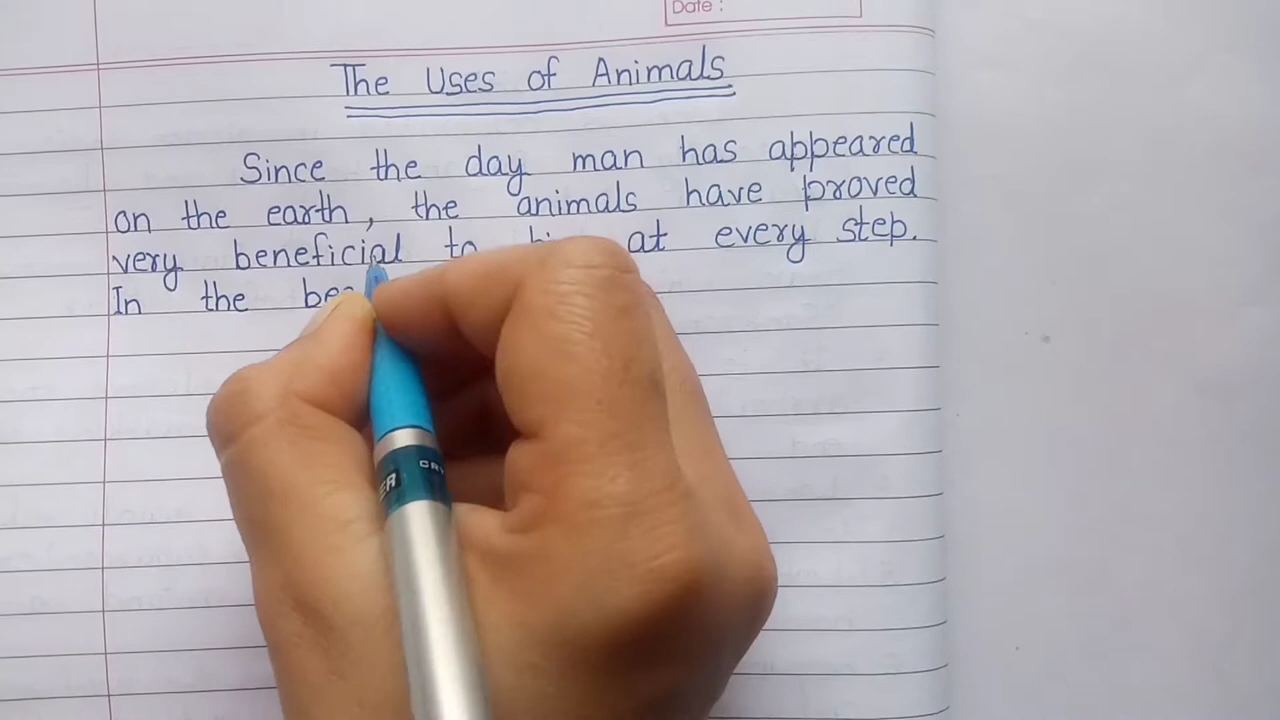 Date :
The Uses of Animals
Since the day man has appeared
on the earth, the animals have proved
very beneficial to at every step.
In the